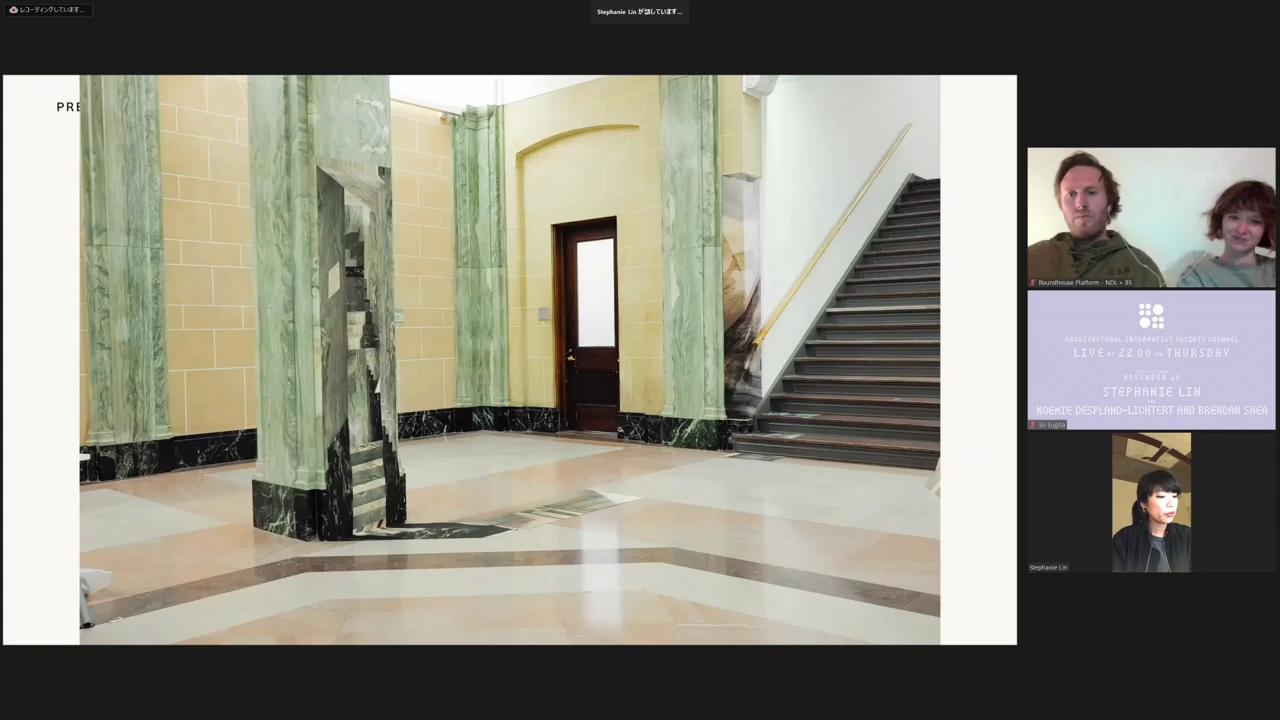 レコーディングしています...
Stephanie Lin が話しています...
PRE
Roundhouse Platform - NDL + BS
ARCHITECTURAL INFORMATICS SOCIETY CHANNEL
LIVE AT 22:00 ON THURSDAY
NOVEMBER 18
STEPHANIE LIN
AND
NOEMIE DESPLAND-LICHTERT AND BRENDAN SHEA
So Sugita
Stephanie Lin